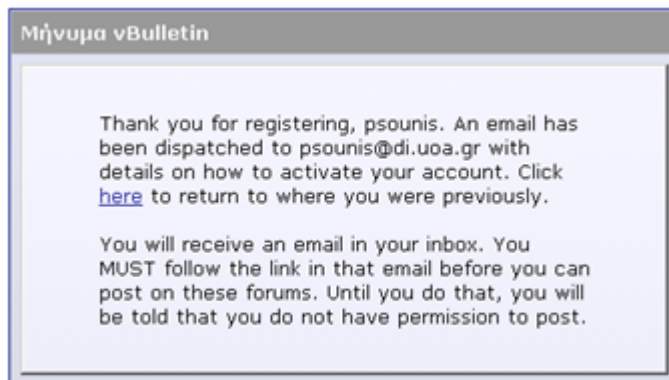 Μήνυμα vBulletin
Thank you for registering, psounis. An email has
been dispatched to psounis@di.uoa.gr with
details on how to activate your account. Click
here to return to where you were previously.
You will receive an email in your inbox. You
MUST follow the link in that email before you can
post on these forums. Until you do that, you will
be told that you do not have permission to post.